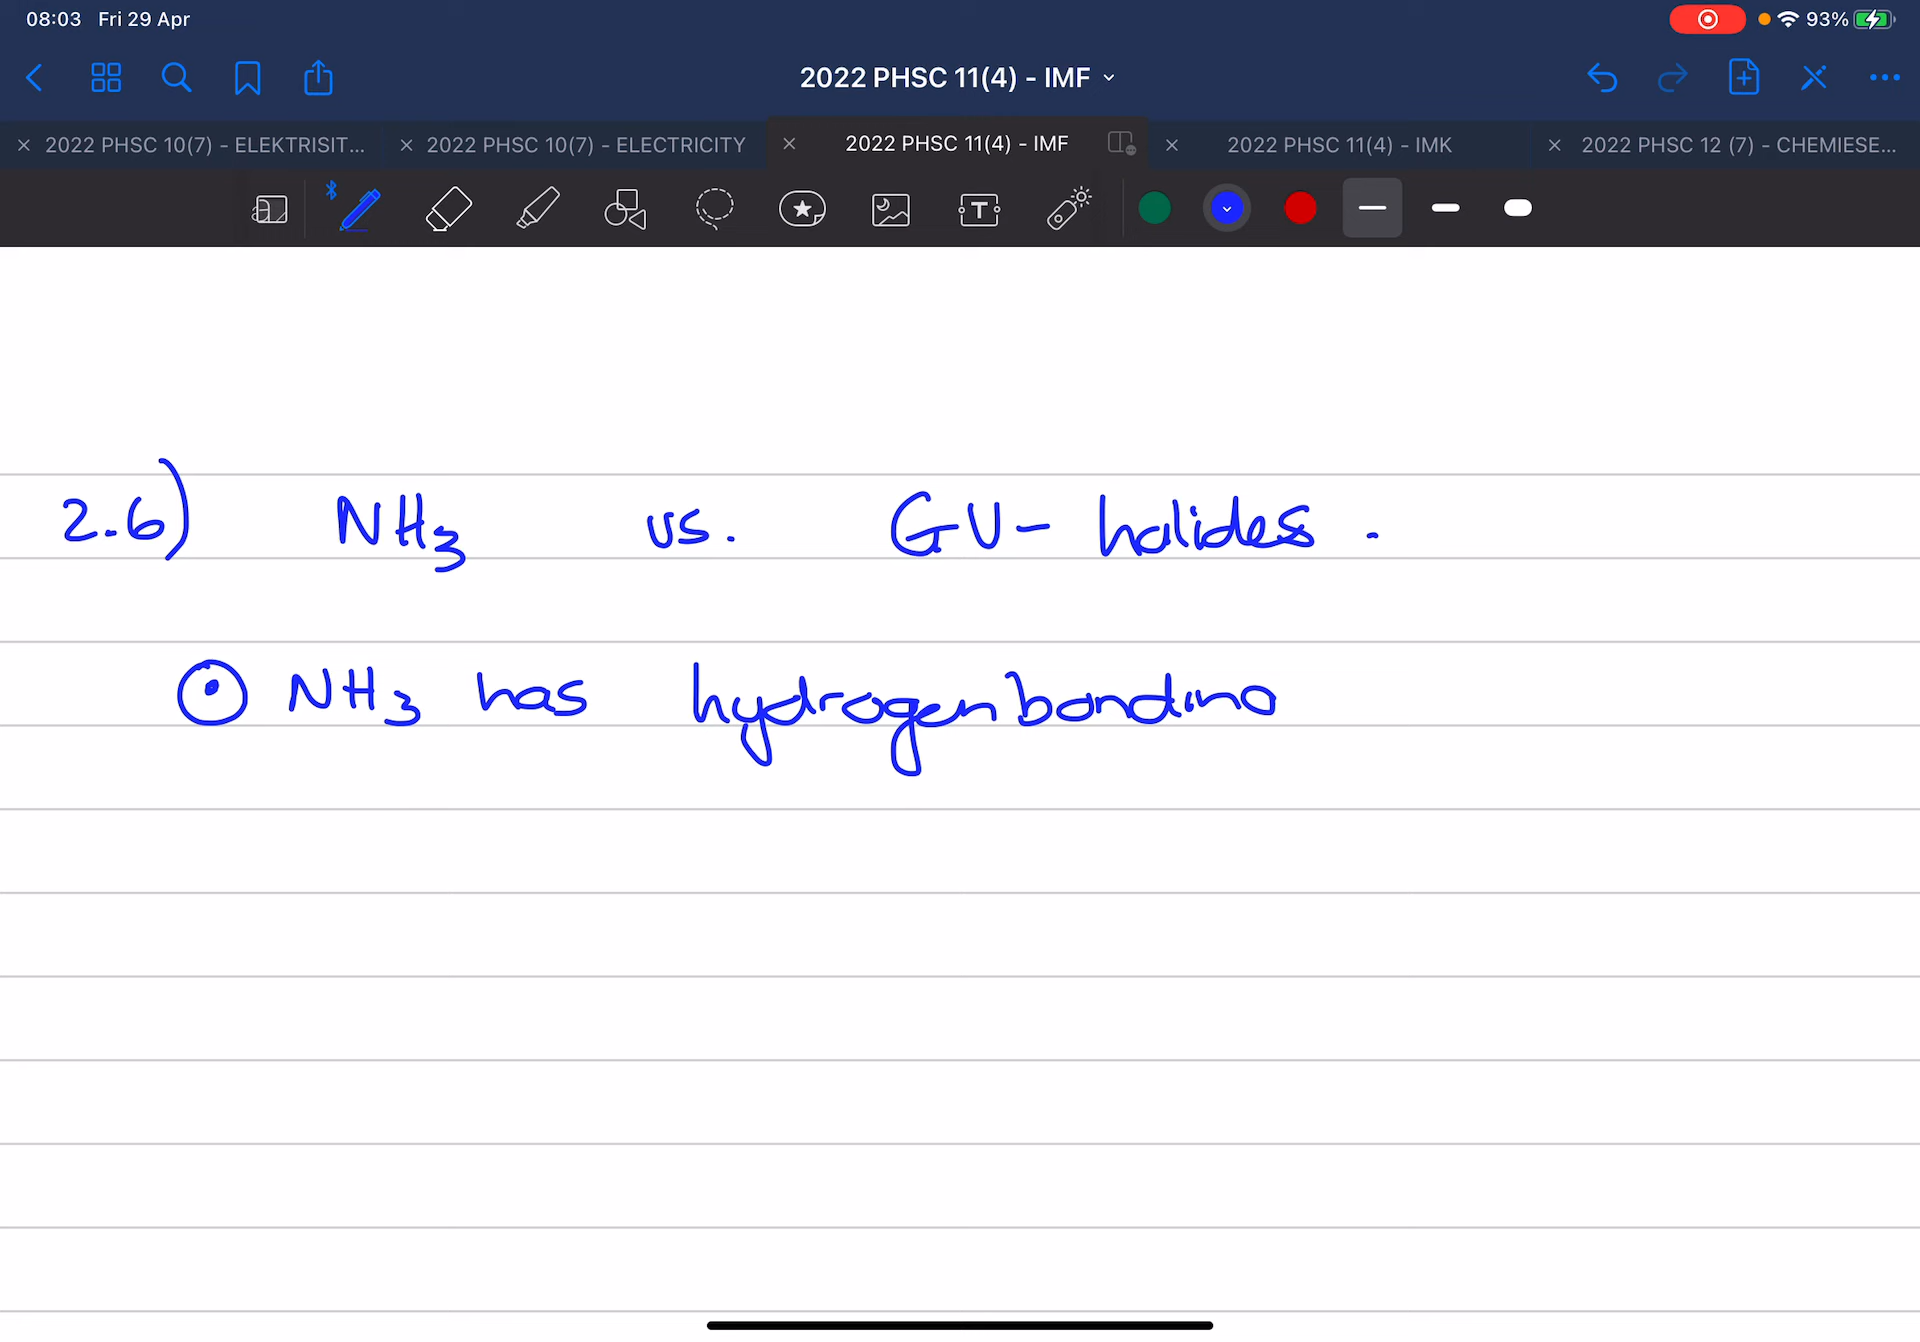 08:03 Fri 29 Apr 93%
2022 PHSC 11(4) - IMF
2022 PHSC 10(7) - ELEKTRISIT... 2022 PHSC 10(7) - ELECTRICITY 2022 PHSC 11(4) - IMF 2022 PHSC 11(4) - IMK 2022 PHSC 12 (7) - CHEMIESE...
2.6) NH3 vs. GV- halides.
NH3 has hydrogen bondino